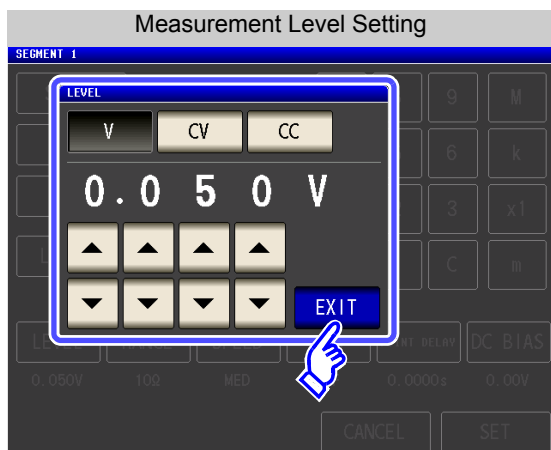 Measurement Level Setting
SEGMENT 1
LEVEL
V CV CC
9 M
6 k
3 x1
C m
0.050 V
EXIT
DC BIAS
0.050V 10Ω MED 0.0000s 0.00V
CANCEL SET